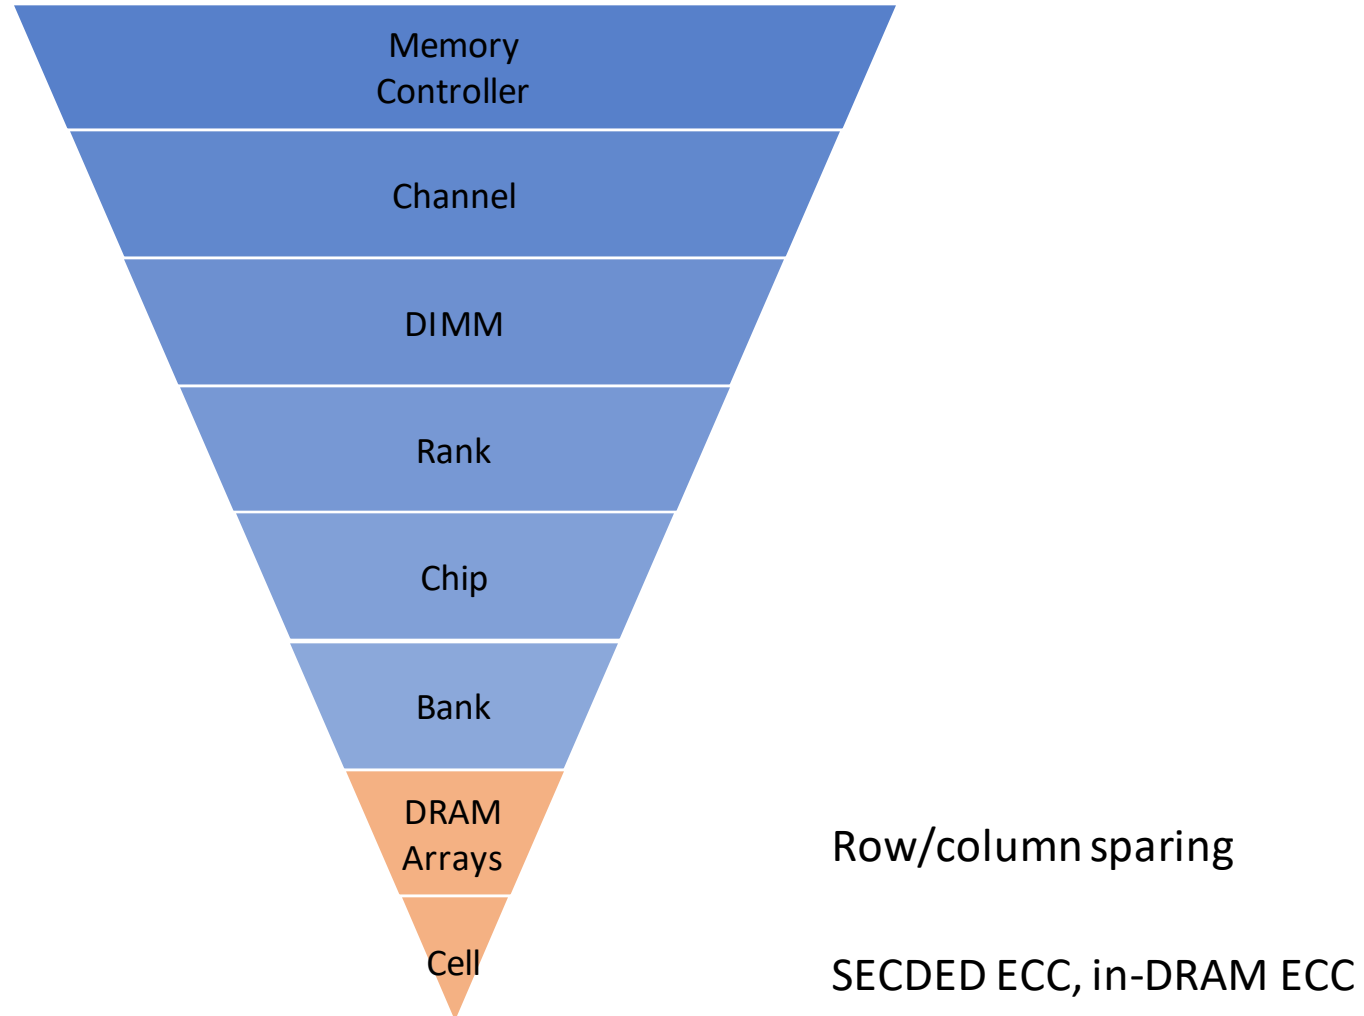 Memory
Controller
Channel
DIMM
Rank
Chip
Bank
DRAM
Arrays
Row/column sparing
Cell
SECDED ECC, in-DRAM ECC